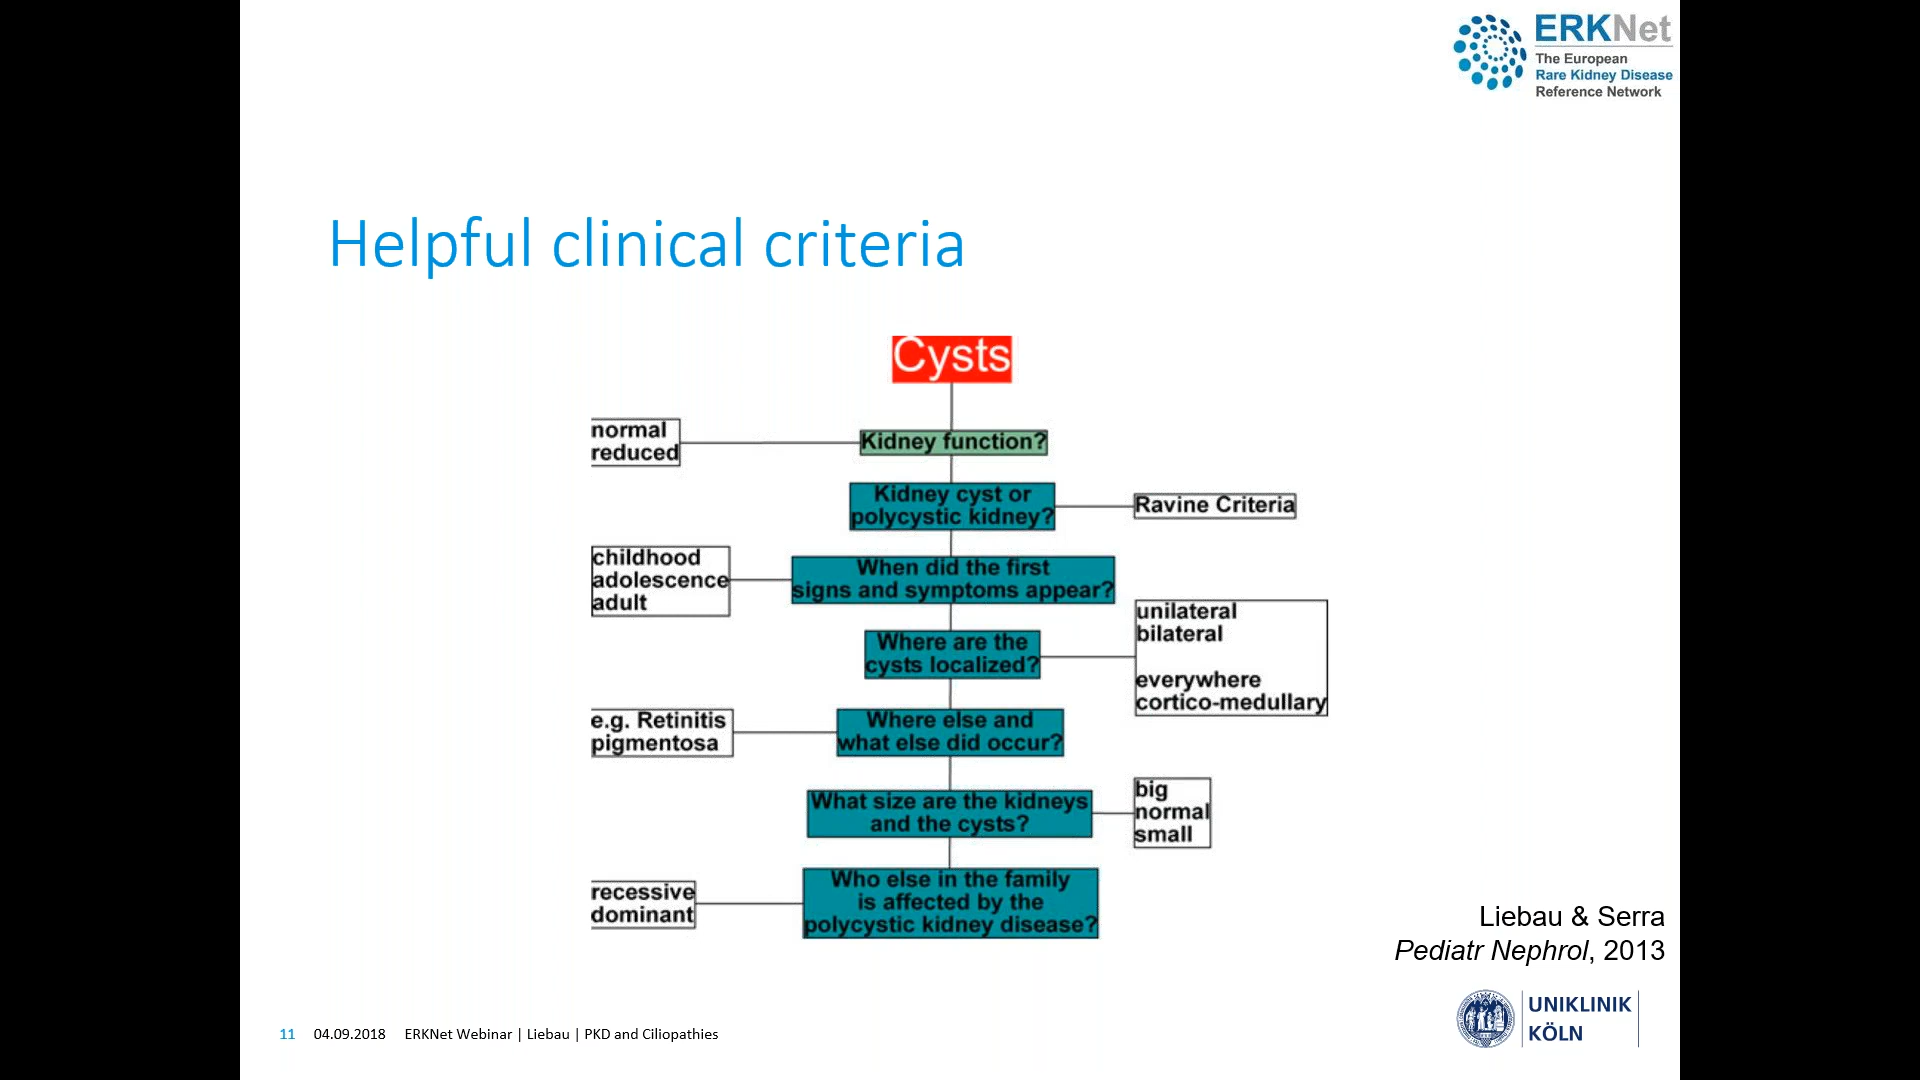 ERKNet
The European
Rare Kidney Disease
Reference Network
Helpful clinical criteria
Cysts
normal
reduced
Kidney function?
Kidney cyst or
polycystic kidney?
Ravine Criteria
childhood
adolescence
adult
When did the first
signs and symptoms appear?
Where are the
cysts localized?
unilateral
bilateral
everywhere
cortico-medullary
e.g. Retinitis
pigmentosa
Where else and
what else did occur?
What size are the kidneys
and the cysts?
big
normal
small
recessive
dominant
Who else in the family
is affected by the
polycystic kidney disease?
Liebau & Serra
Pediatr Nephrol, 2013
11 04.09.2018 ERKNet Webinar | Liebau | PKD and Ciliopathies
UNIKLINIK
KÖLN